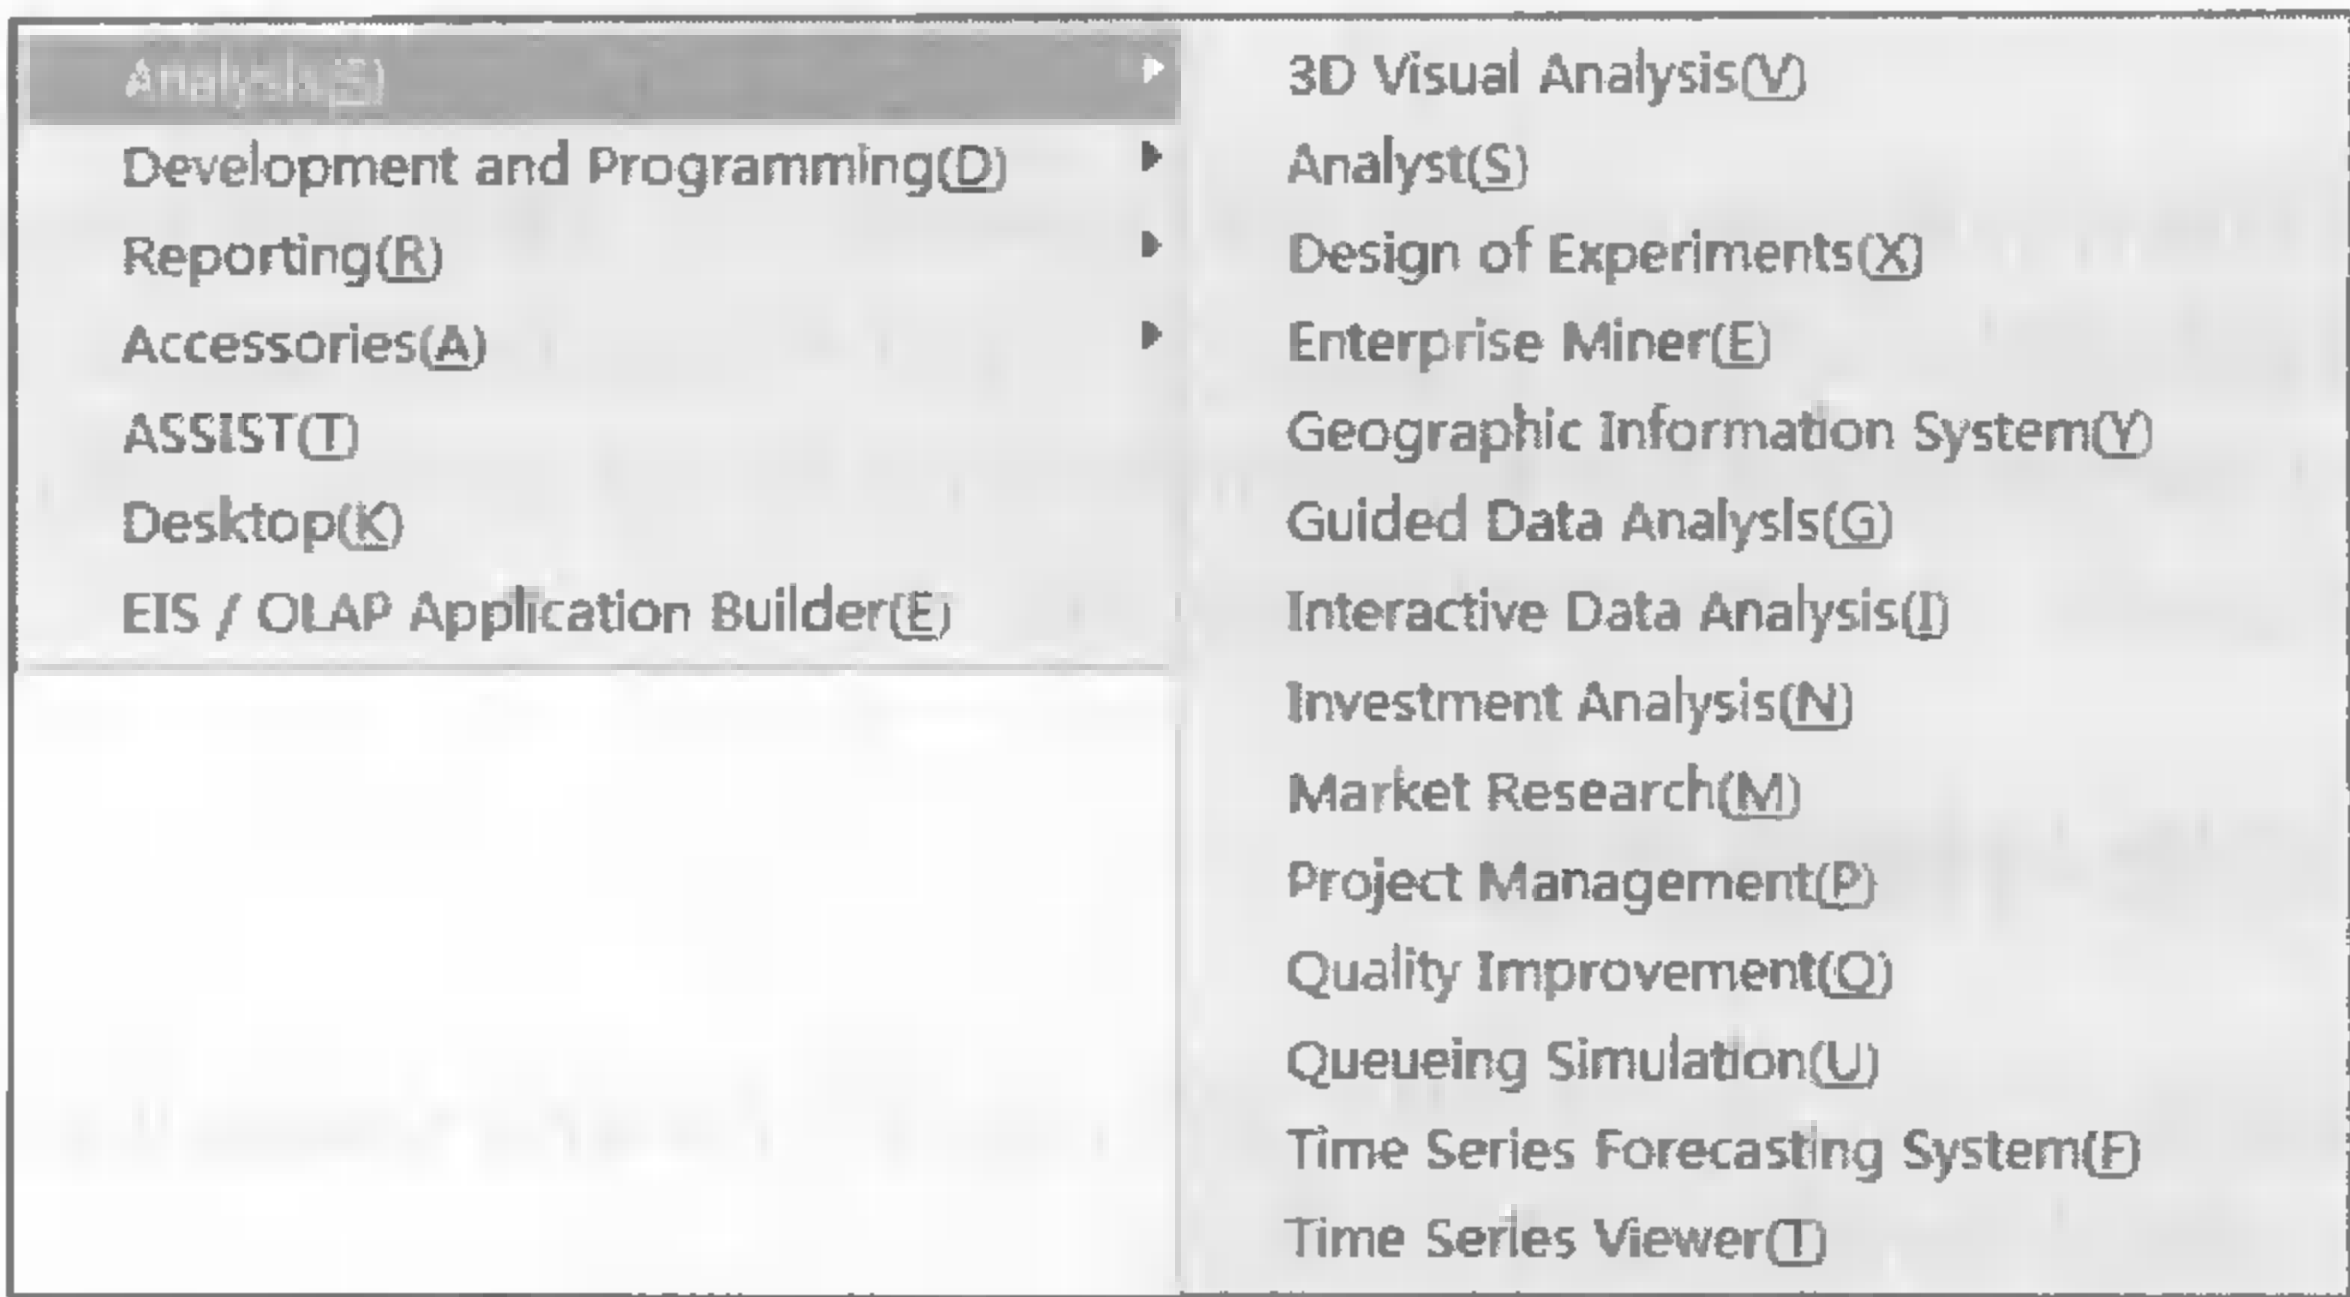 Analysis(S)
Development and Programming(D)
Reporting(R)
Accessories(A)
ASSIST(T)
Desktop(K)
EIS / OLAP Application Builder(E)
3D Visual Analysis(V)
Analyst(S)
Design of Experiments(X)
Enterprise Miner(E)
Geographic Information System(Y)
Guided Data Analysis(G)
Interactive Data Analysis(I)
Investment Analysis(N)
Market Research(M)
Project Management(P)
Quality Improvement(Q)
Queueing Simulation(U)
Time Series Forecasting System(F)
Time Series Viewer(T)